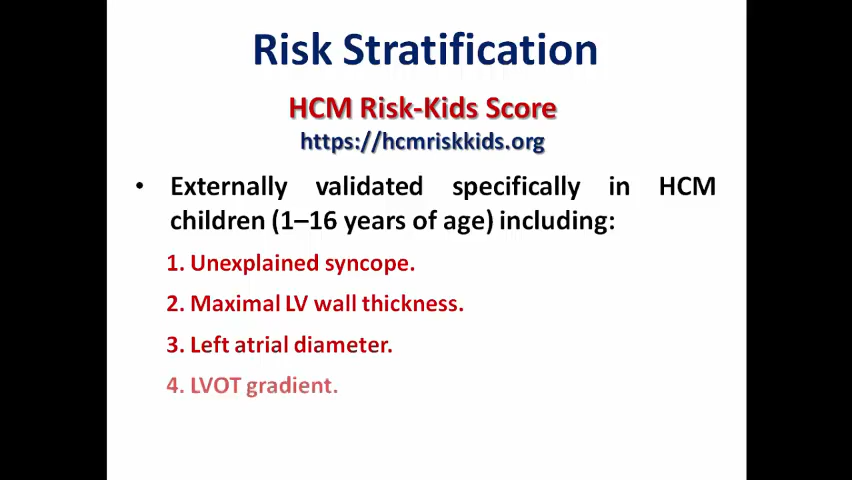 Risk Stratification
HCM Risk-Kids Score
https://hcmriskkids.org
• Externally validated specifically in HCM
children (1–16 years of age) including:
1. Unexplained syncope.
2. Maximal LV wall thickness.
3. Left atrial diameter.
4. LVOT gradient.